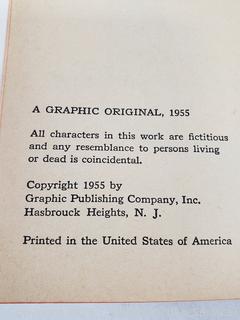 A GRAPHIC ORIGINAL, 1955
All characters in this work are fictitious
and any resemblance to persons living
or dead is coincidental.
Copyright 1955 by
Graphic Publishing Company, Inc.
Hasbrouck Heights, N. J.
Printed in the United States of America